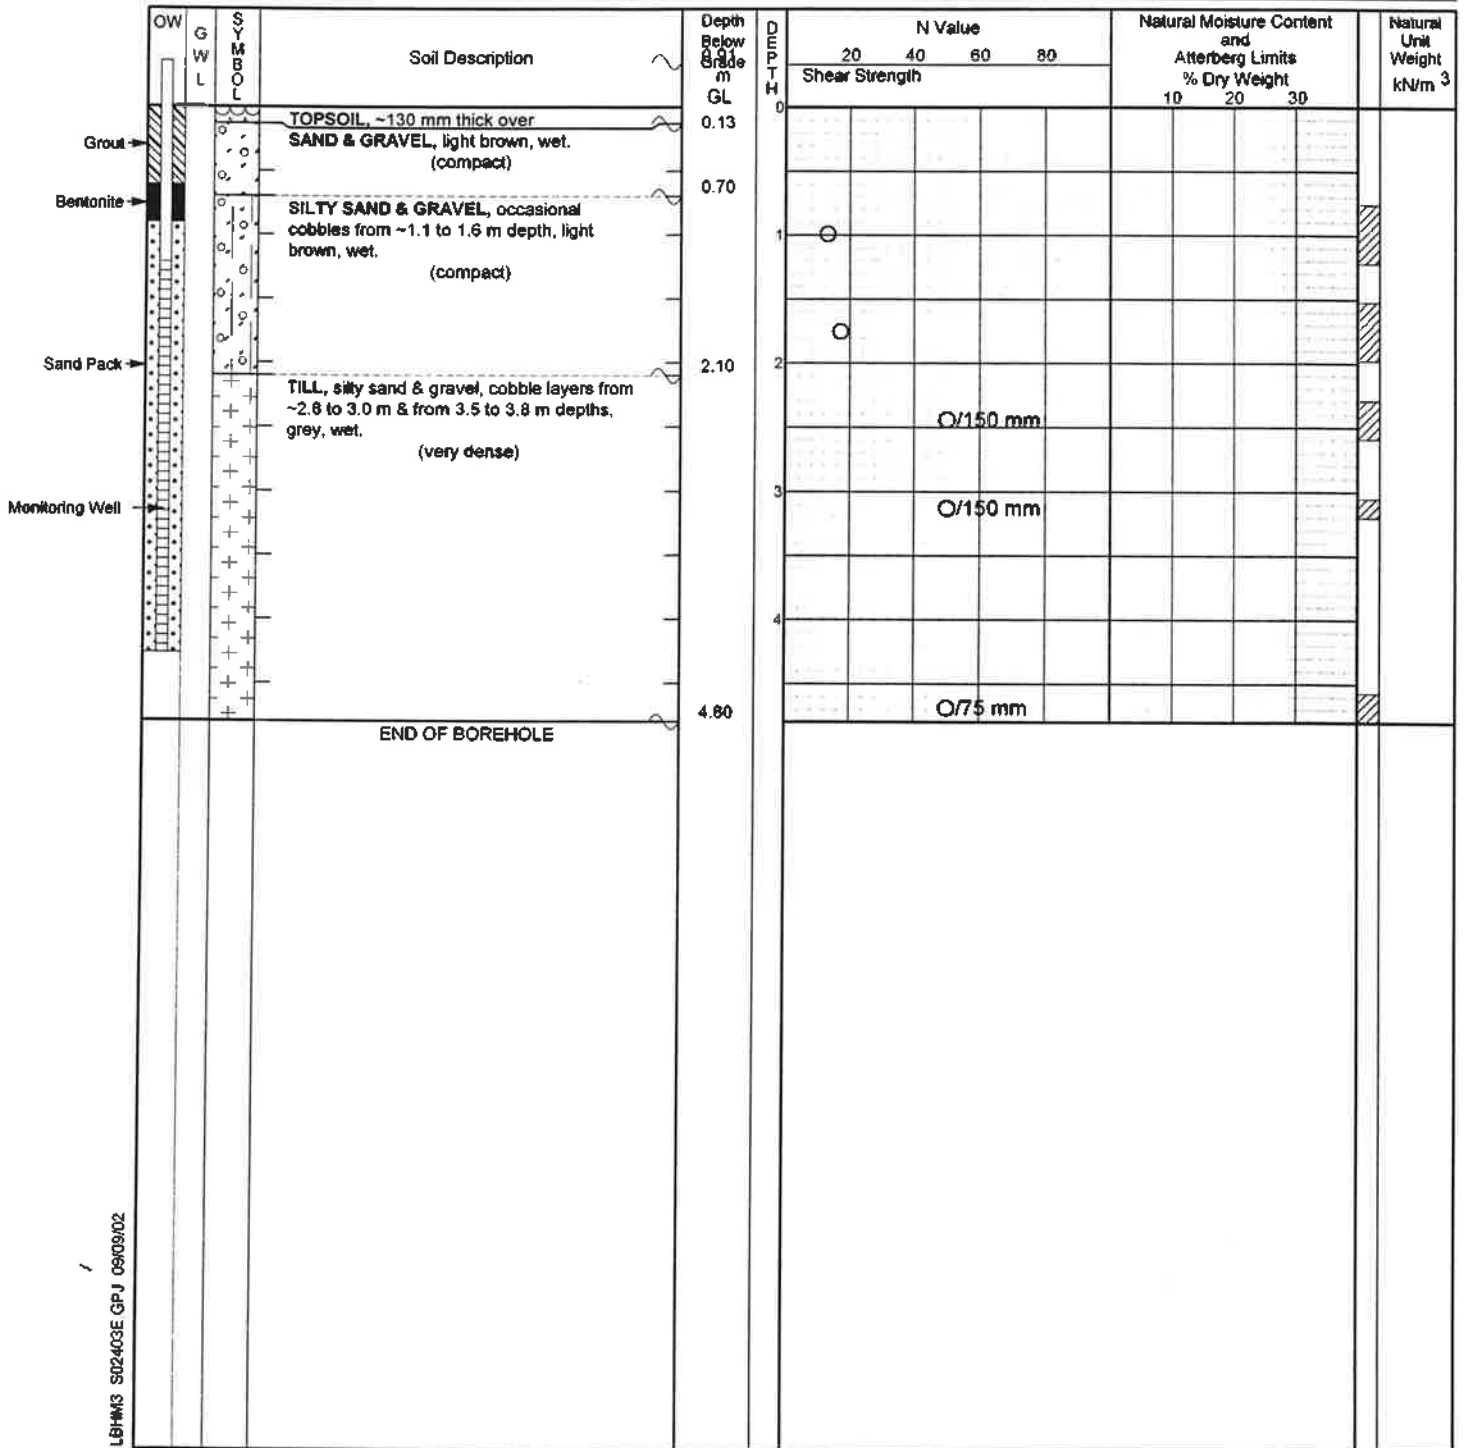 OW
GWL
SYMBOL
Soil Description
Depth
Below
Grade
m
GL
DEPTH
N Value
20 40 60 80
Shear Strength
Natural Moisture Content
and
Atterberg Limits
% Dry Weight
10 20 30
Natural
Unit
Weight
kN/m 3
0
TOPSOIL, ~130 mm thick over
0.13
Grout
SAND & GRAVEL, light brown, wet.
(compact)
0.70
Bentonite
SILTY SAND & GRAVEL, occasional
cobbles from ~1.1 to 1.6 m depth, light
brown, wet.
(compact)
1
Sand Pack
2.10
2
TILL, silty sand & gravel, cobble layers from
~2.8 to 3.0 m & from 3.5 to 3.8 m depths,
grey, wet.
(very dense)
O/150 mm
3
Monitoring Well
O/150 mm
4
4.80
O/75 mm
END OF BOREHOLE
LBHM3 S02403E.GPJ 09/09/02